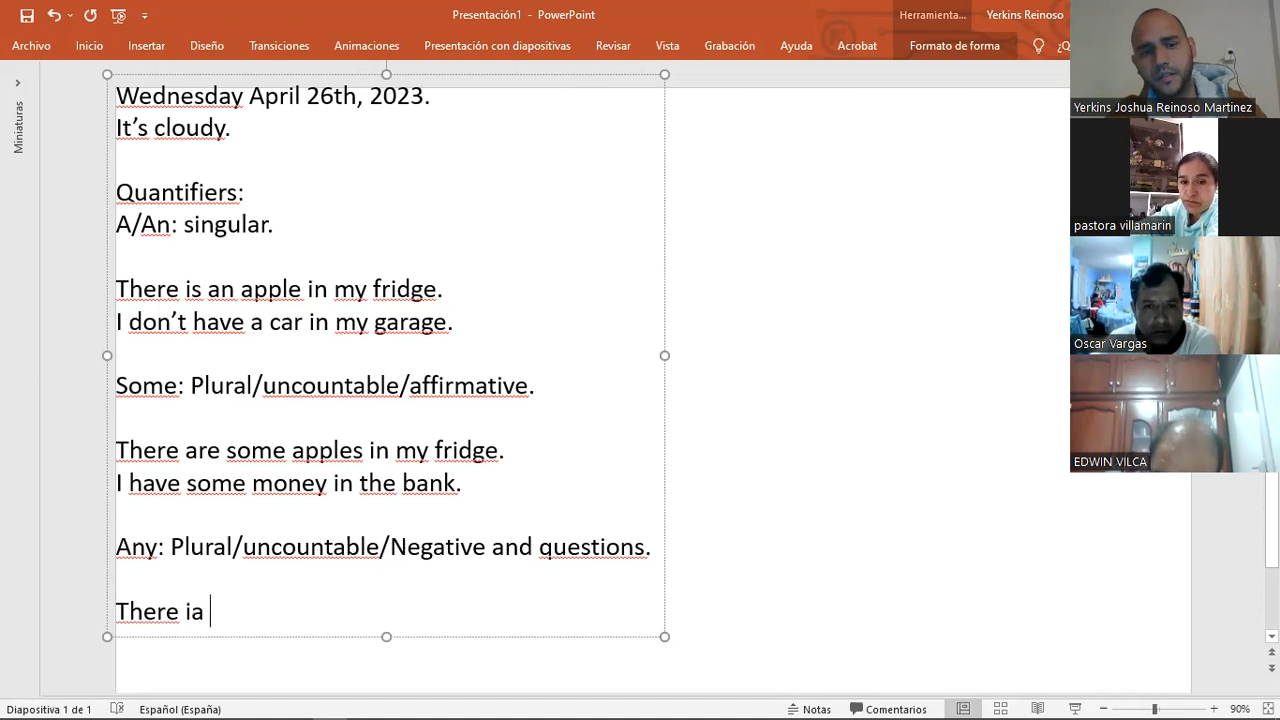 Presentación1 - PowerPoint
Herramienta...
Yerkins Reinoso
Archivo Inicio Insertar Diseño Transiciones Animaciones Presentación con diapositivas Revisar Vista Grabación Ayuda Acrobat Formato de forma ¿Q
Miniaturas
Wednesday April 26th, 2023.
It’s cloudy.
Quantifiers:
A/An: singular.
There is an apple in my fridge.
I don’t have a car in my garage.
Some: Plural/uncountable/affirmative.
There are some apples in my fridge.
I have some money in the bank.
Any: Plural/uncountable/Negative and questions.
There ia
Yerkins Joshua Reinoso Martinez
pastora villamarin
Oscar Vargas
EDWIN VILCA
Diapositiva 1 de 1 Español (España) Notas Comentarios 90%